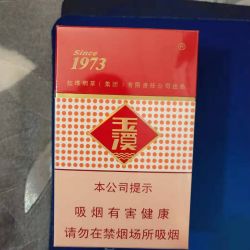 Since
1973
®
红塔烟草（集团）有限责任公司出品
玉溪
本公司提示
吸烟有害健康
请勿在禁烟场所吸烟